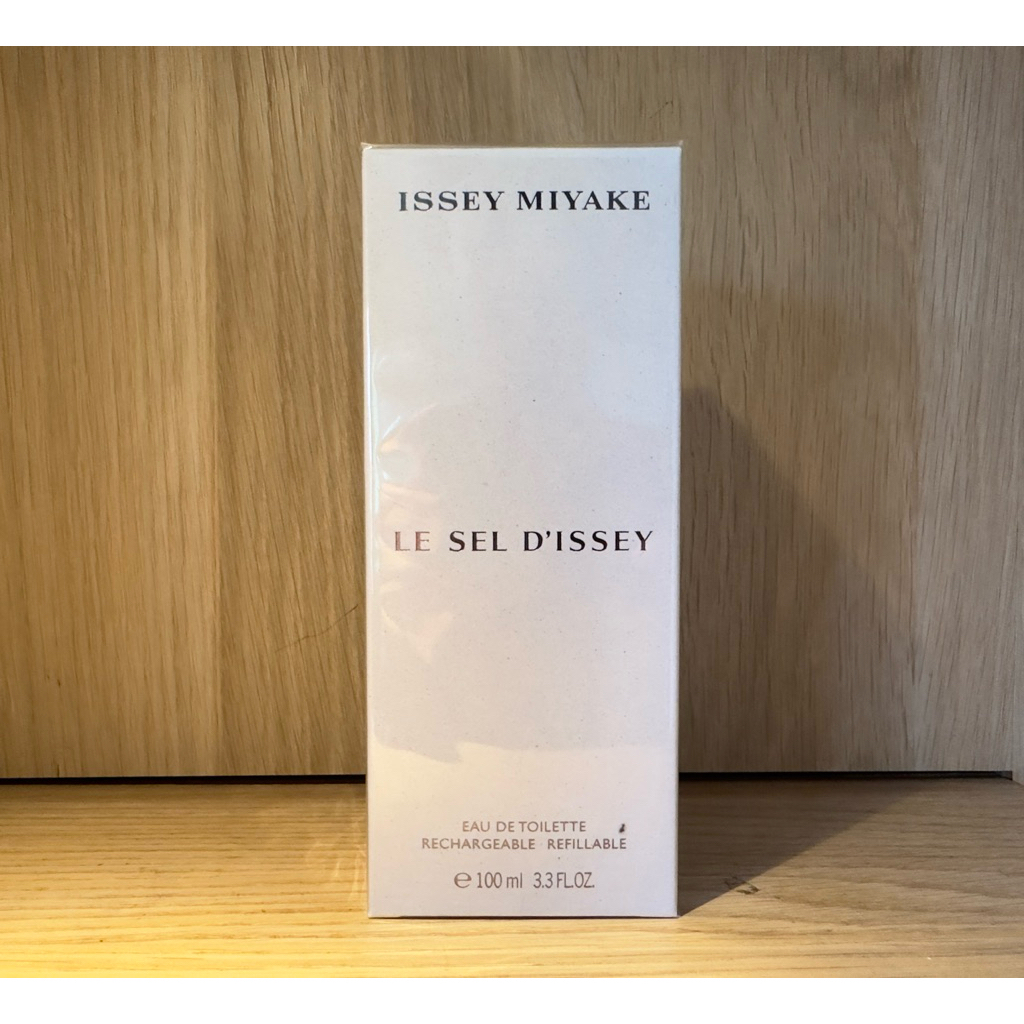 ISSEY MIYAKE
LE SEL D'ISSEY
EAU DE TOILETTE
RECHARGEABLE · REFILLABLE
℮ 100 ml 3.3 FL.OZ.